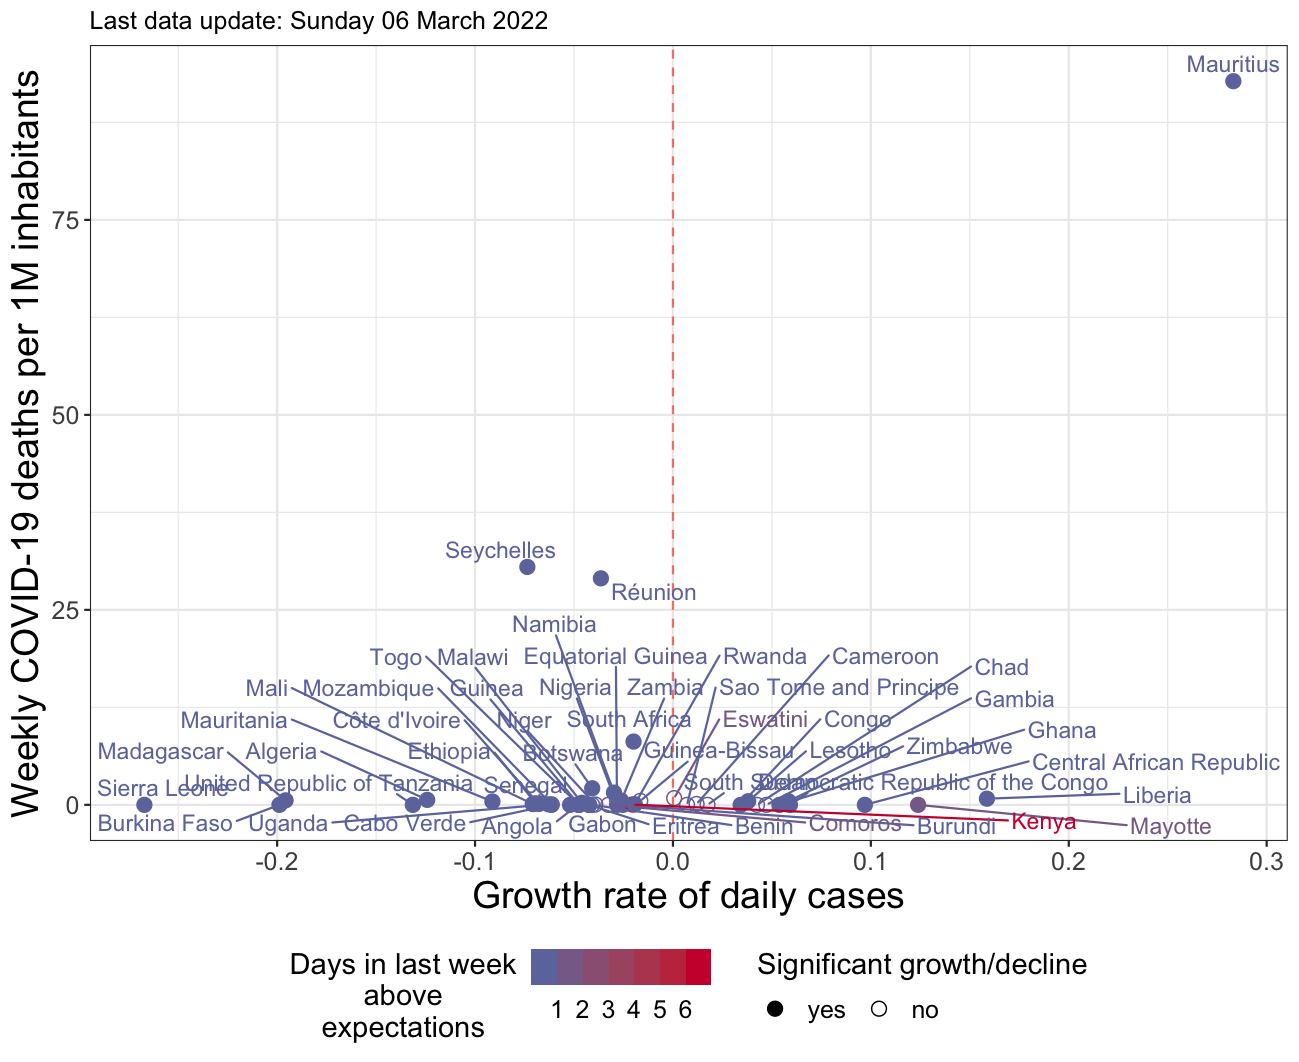 Last data update: Sunday 06 March 2022
Weekly COVID-19 deaths per 1M inhabitants
75
50
25
0
Mauritius
Seychelles
Réunion
Namibia
Togo
Malawi
Equatorial Guinea
Rwanda
Cameroon
Chad
Mali
Mozambique
Guinea
Nigeria
Zambia
Sao Tome and Principe
Gambia
Mauritania
Côte d'Ivoire
Niger
South Africa
Eswatini
Congo
Ghana
Madagascar
Algeria
Ethiopia
Botswana
Guinea-Bissau
Lesotho
Zimbabwe
Central African Republic
Sierra Leone
United Republic of Tanzania
Senegal
South Sudan
Democratic Republic of the Congo
Liberia
Burkina Faso
Uganda
Cabo Verde
Angola
Gabon
Eritrea
Benin
Comoros
Burundi
Kenya
Mayotte
-0.2
-0.1
0.0
0.1
0.2
0.3
Growth rate of daily cases
Days in last week
above
expectations
1 2 3 4 5 6
Significant growth/decline
yes
no